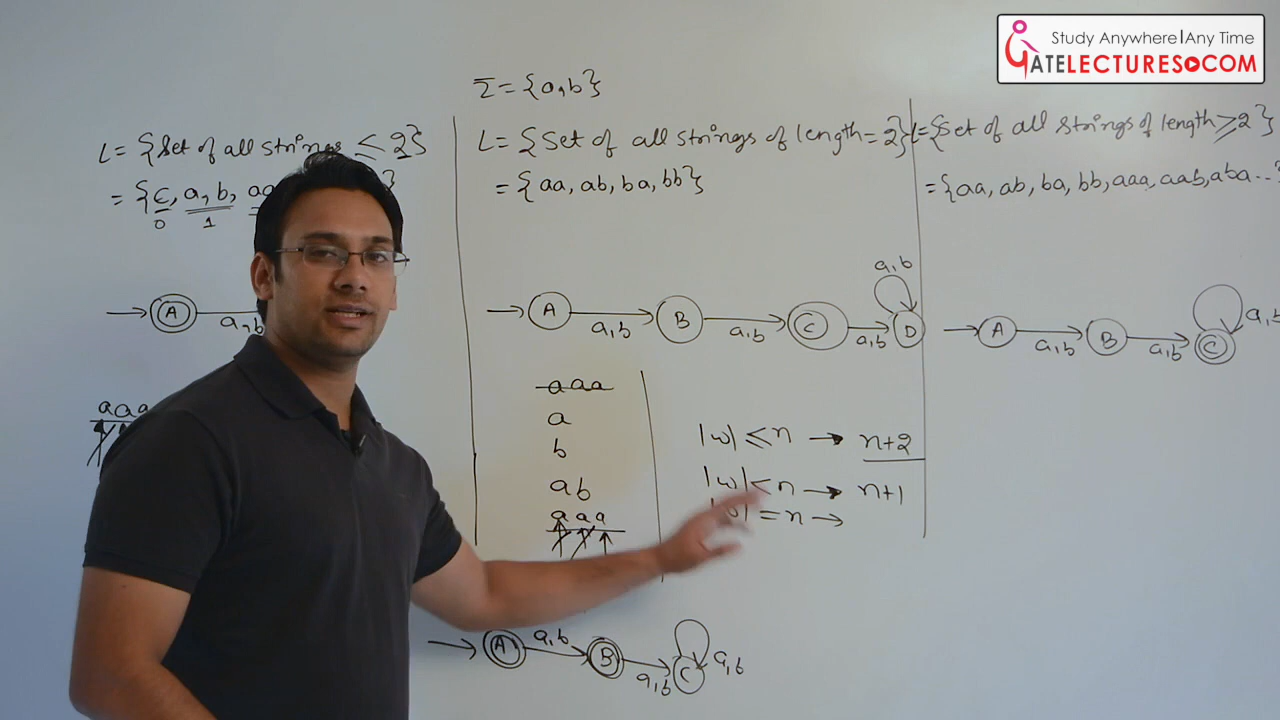 Study Anywhere | Any Time
GATELECTURES.COM
Σ = {a,b}
L = {Set of all strings ≤ 2}
= {ε, a, b, aa
0 1
A
a,b
aaa
L = {Set of all strings of length = 2}
= {aa, ab, ba, bb}
A a,b B a,b C a,b D a,b
aaa
a
b
ab
aaa
|w| ≤ n → n+2
|w| < n → n+1
|w| = n →
A a,b B a,b C a,b
L = {Set of all strings of length ≥ 2}
= {aa, ab, ba, bb, aaa, aab, aba...
A a,b B a,b C a,b